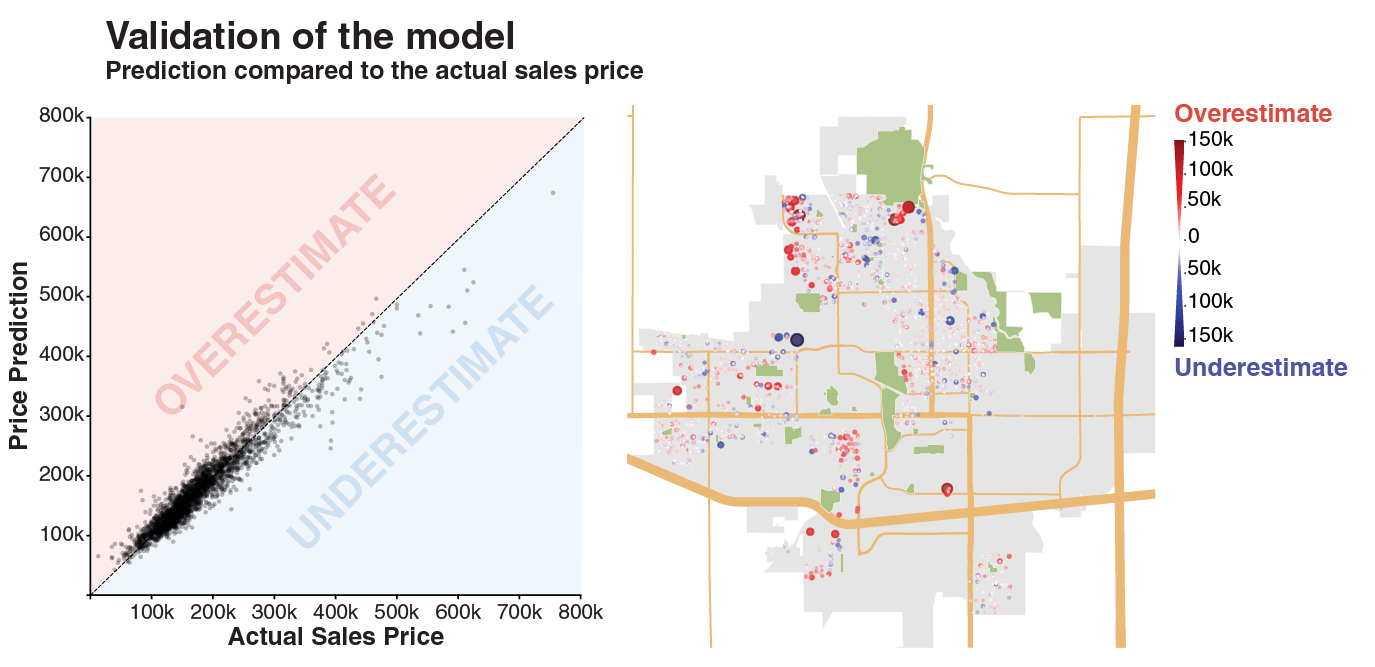 Validation of the model
Prediction compared to the actual sales price
Price Prediction
800k
700k
600k
500k
400k
300k
200k
100k
OVERESTIMATE
UNDERESTIMATE
100k 200k 300k 400k 500k 600k 700k 800k
Actual Sales Price
Overestimate
150k
100k
50k
0
50k
100k
150k
Underestimate